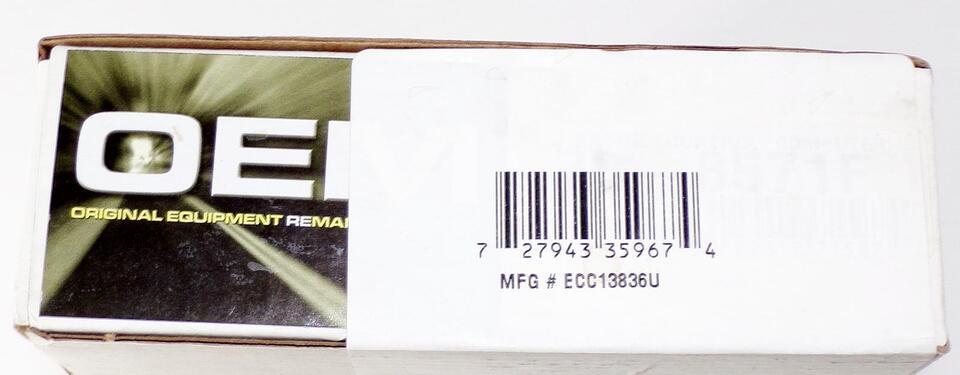 OE
ORIGINAL EQUIPMENT REMA
7 27943 35967 4
MFG # ECC13836U